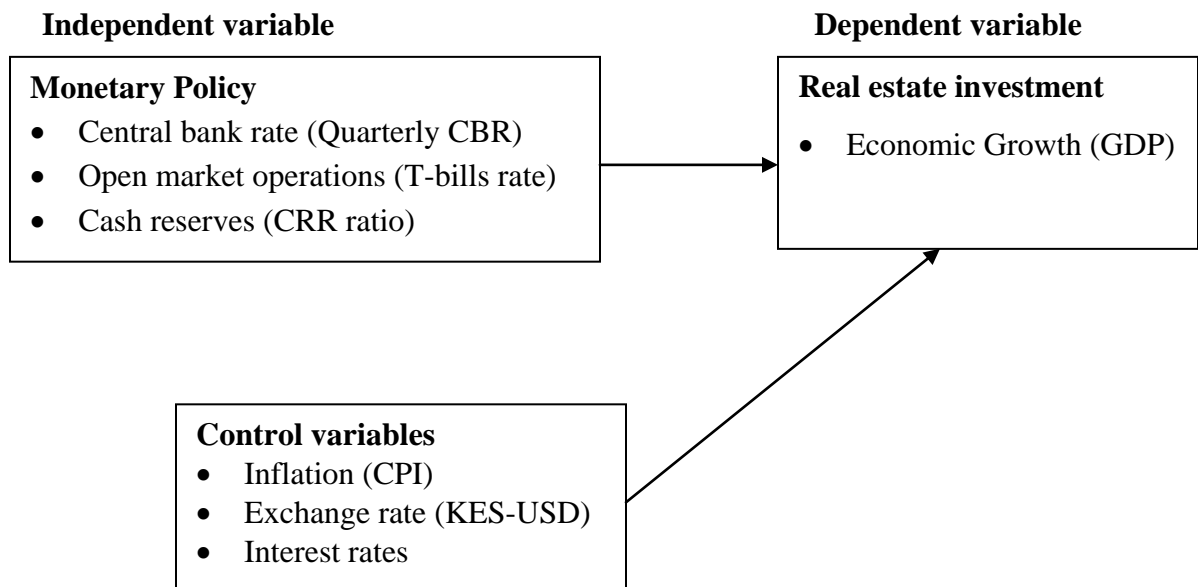 Independent variable
Dependent variable
Monetary Policy
• Central bank rate (Quarterly CBR)
• Open market operations (T-bills rate)
• Cash reserves (CRR ratio)
Real estate investment
• Economic Growth (GDP)
Control variables
• Inflation (CPI)
• Exchange rate (KES-USD)
• Interest rates